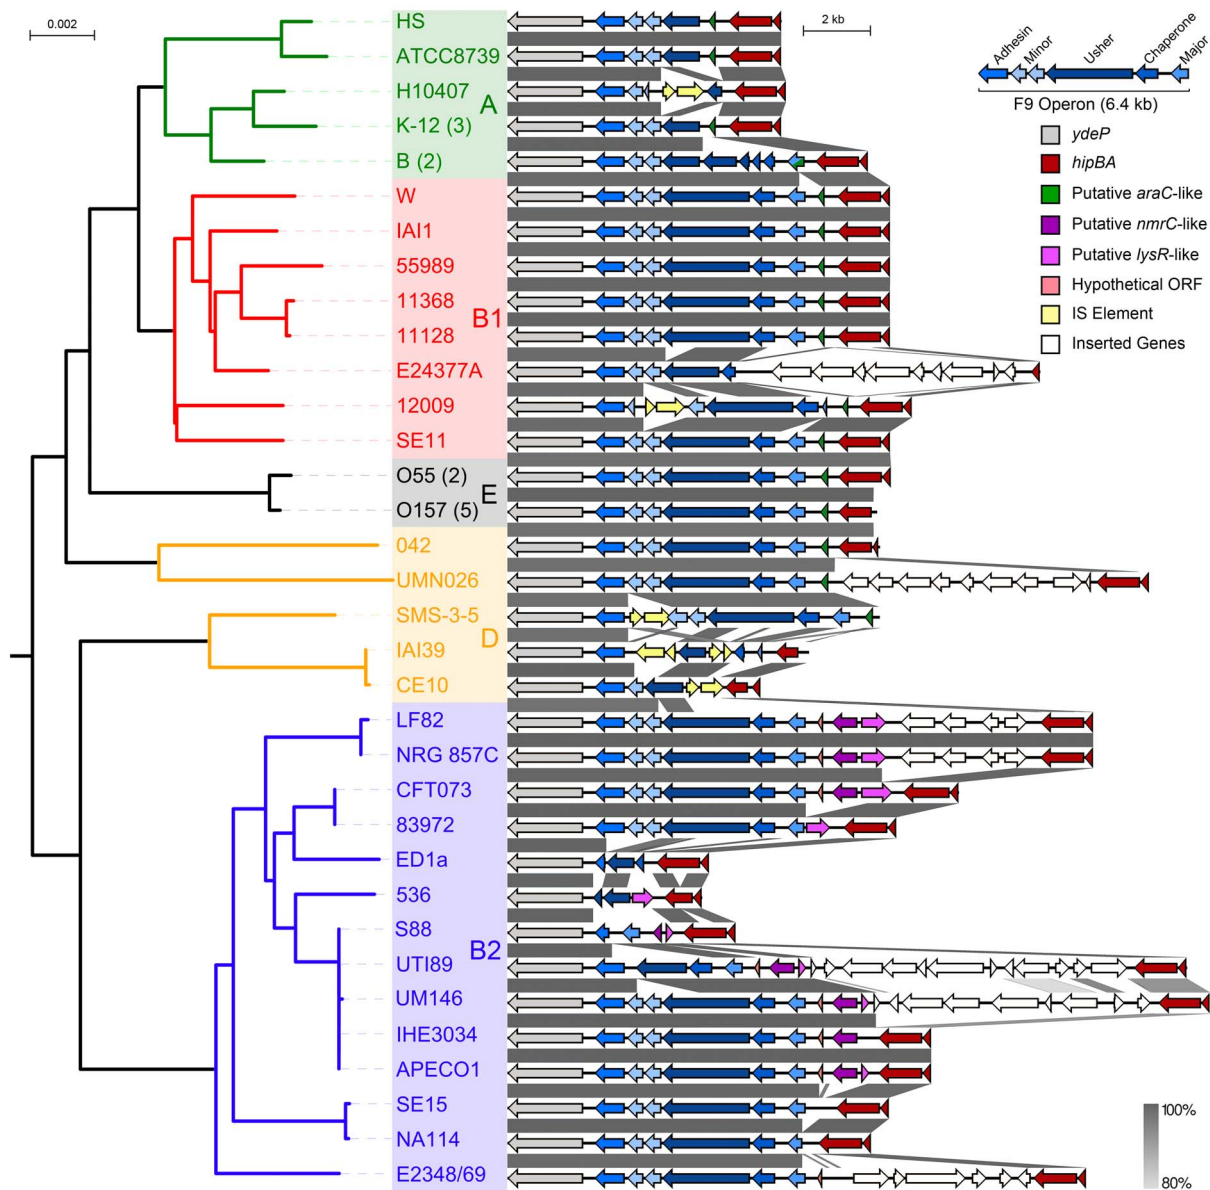 0.002
2 kb
Adhesin
Minor
Usher
Chaperone
Major
F9 Operon (6.4 kb)
ydeP
hipBA
Putative araC-like
Putative nmrC-like
Putative lysR-like
Hypothetical ORF
IS Element
Inserted Genes
HS
ATCC8739
H10407
A
K-12 (3)
B (2)
W
IAI1
55989
11368
B1
11128
E24377A
12009
SE11
O55 (2)
E
O157 (5)
042
UMN026
SMS-3-5
D
IAI39
CE10
LF82
NRG 857C
CFT073
83972
ED1a
536
S88
B2
UTI89
UM146
IHE3034
APECO1
SE15
NA114
E2348/69
100%
80%